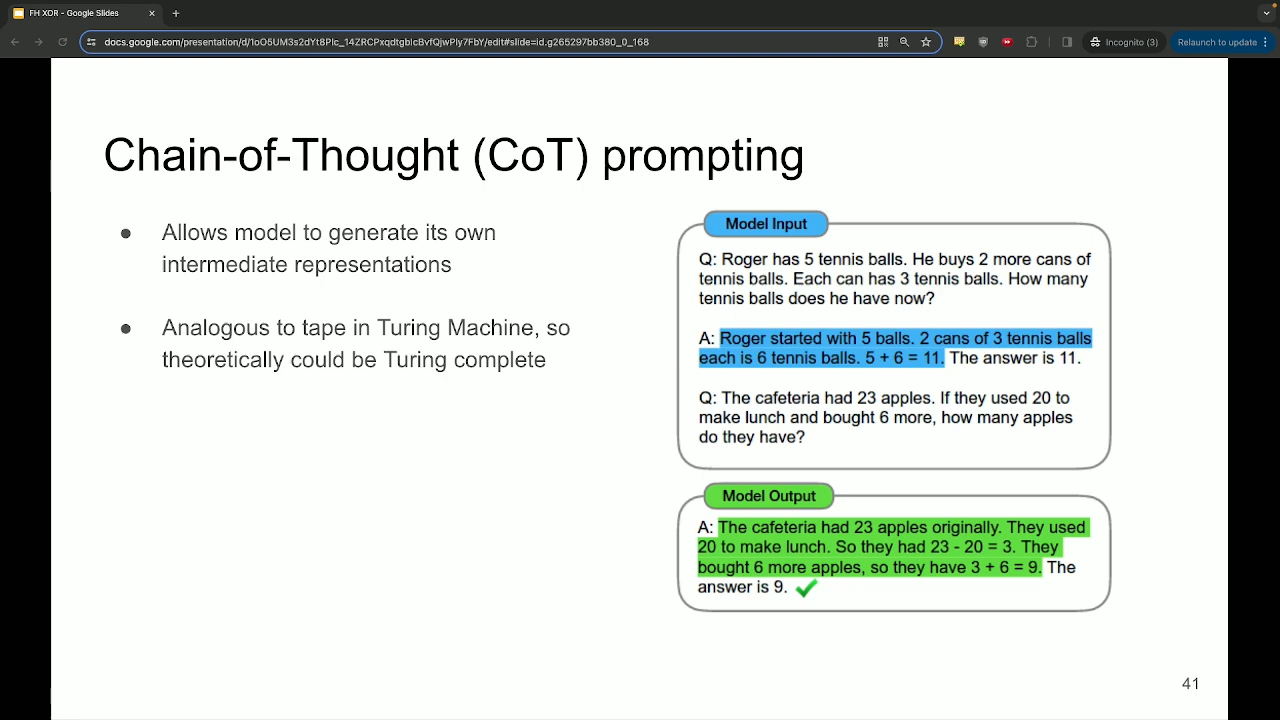 FH XOR - Google Slides
docs.google.com/presentation/d/1oO5UM3s2dYt8Plc_14ZRCPxqdtgblcBvfQjwPly7FbY/edit#slide=id.g265297bb380_0_168
Incognito (3)
Relaunch to update
Chain-of-Thought (CoT) prompting
● Allows model to generate its own
intermediate representations
● Analogous to tape in Turing Machine, so
theoretically could be Turing complete
Model Input
Q: Roger has 5 tennis balls. He buys 2 more cans of
tennis balls. Each can has 3 tennis balls. How many
tennis balls does he have now?
A: Roger started with 5 balls. 2 cans of 3 tennis balls
each is 6 tennis balls. 5 + 6 = 11. The answer is 11.
Q: The cafeteria had 23 apples. If they used 20 to
make lunch and bought 6 more, how many apples
do they have?
Model Output
A: The cafeteria had 23 apples originally. They used
20 to make lunch. So they had 23 - 20 = 3. They
bought 6 more apples, so they have 3 + 6 = 9. The
answer is 9.
41